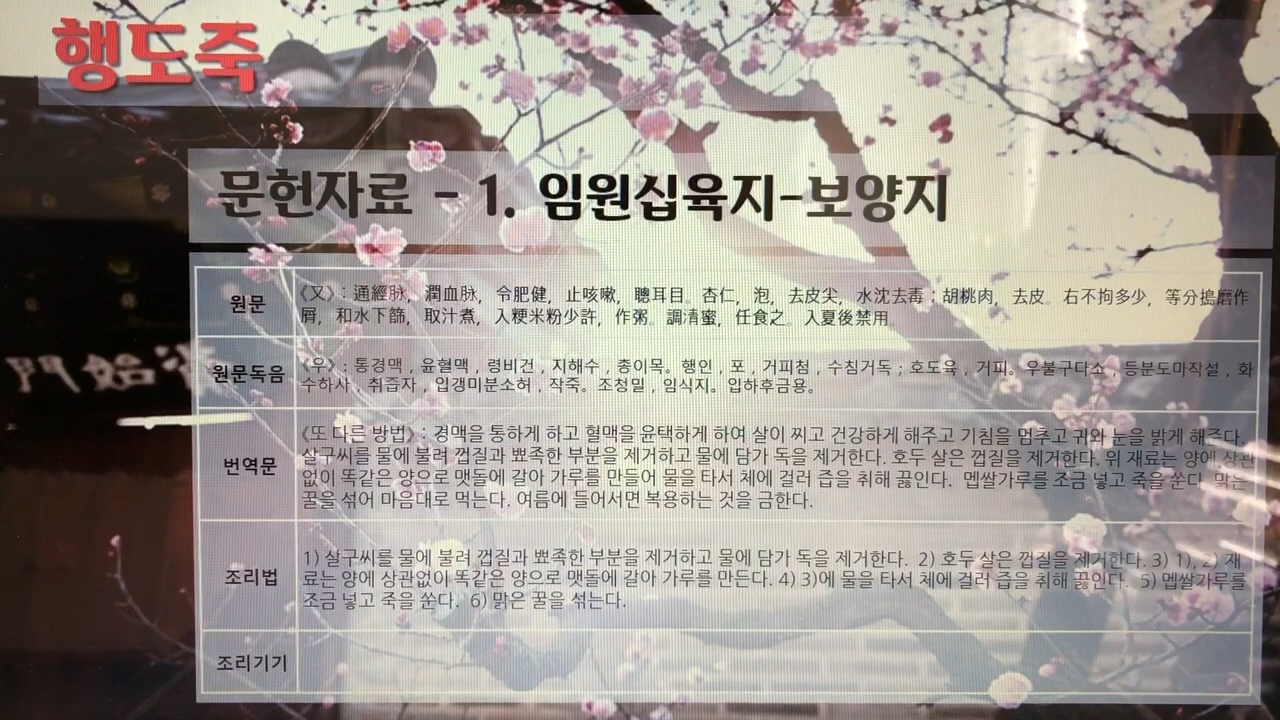 행도죽
문헌자료 - 1. 임원십육지-보양지
원문
《又》: 通經脉, 潤血脉, 令肥健, 止咳嗽, 聰耳目。杏仁, 泡, 去皮尖, 水沈去毒; 胡桃肉, 去皮。右不拘多少, 等分搗磨作
屑, 和水下篩, 取汁煮, 入粳米粉少許, 作粥。調淸蜜, 任食之。入夏後禁用。
원문독음
《우》: 통경맥, 윤혈맥, 령비건, 지해수, 총이목。행인, 포, 거피첨, 수침거독; 호도육, 거피。우불구다소, 등분도마작설, 화
수하사, 취즙자, 입갱미분소허, 작죽。조청밀, 임식지。입하후금용。
번역문
《또 다른 방법》: 경맥을 통하게 하고 혈맥을 윤택하게 하여 살이 찌고 건강하게 해주고 기침을 멈추고 귀와 눈을 밝게 해주다.
살구씨를 물에 불려 껍질과 뾰족한 부분을 제거하고 물에 담가 독을 제거한다. 호두 살은 껍질을 제거한다. 위 재료는 양에 상관
없이 똑같은 양으로 맷돌에 갈아 가루를 만들어 물을 타서 체에 걸러 즙을 취해 끓인다. 멥쌀가루를 조금 넣고 죽을 쑨다. 맑은
꿀을 섞어 마음대로 먹는다. 여름에 들어서면 복용하는 것을 금한다.
조리법
1) 살구씨를 물에 불려 껍질과 뾰족한 부분을 제거하고 물에 담가 독을 제거한다. 2) 호두 살은 껍질을 제거한다. 3) 1), 2) 재
료는 양에 상관없이 똑같은 양으로 맷돌에 갈아 가루를 만든다. 4) 3)에 물을 타서 체에 걸러 즙을 취해 끓인다. 5) 멥쌀가루를
조금 넣고 죽을 쑨다. 6) 맑은 꿀을 섞는다.
조리기기